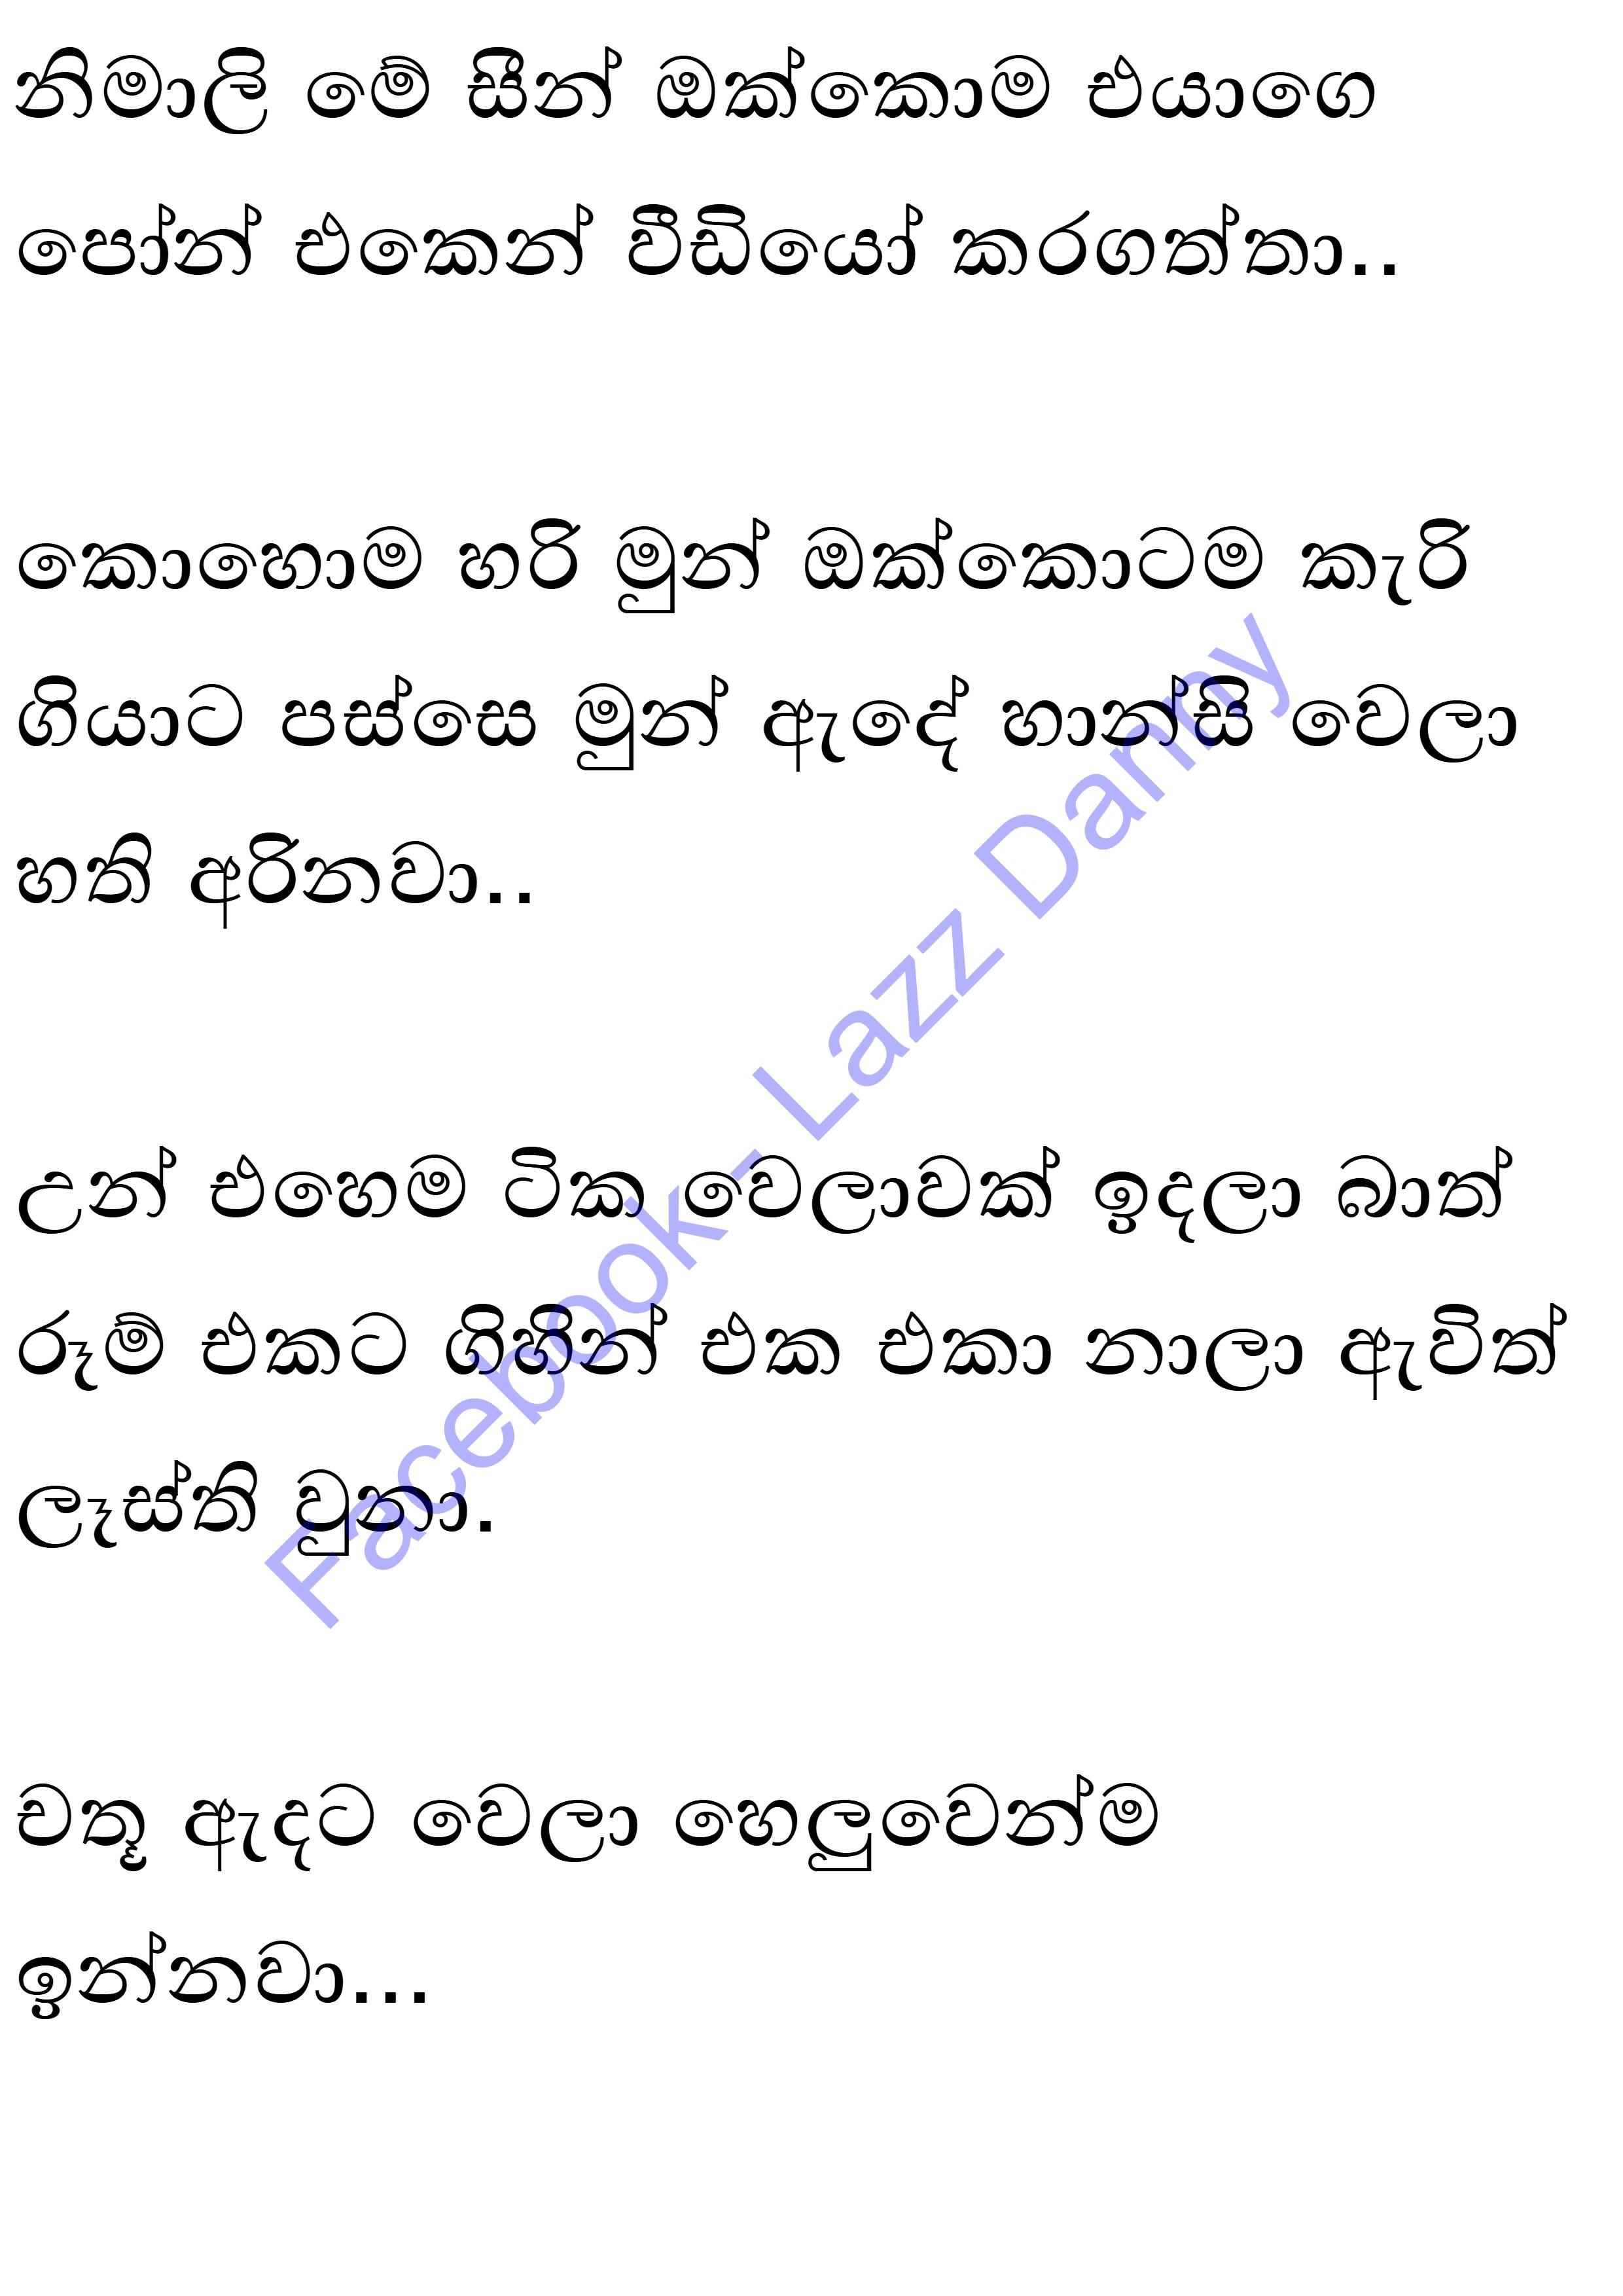 නිමාලි මේ සීන් ඔක්කොම එයාගෙ
පෝන් එකෙන් වීඩියෝ කරගත්තා..
කොහොම හරි මුන් ඔක්කොටම කැරි
ගියාට පස්සෙ මුන් ඇදේ හාන්සි වෙලා
හති අරිනවා..
උන් එහෙම ටික වෙලාවක් ඉදලා බාත්
රූම් එකට ගිහින් එක එකා නාලා ඇවිත්
ලෑස්ති වුනා.
චතූ ඇදට වෙලා හෙලුවෙන්ම
ඉන්නවා...
Facebook- Lazz Danny